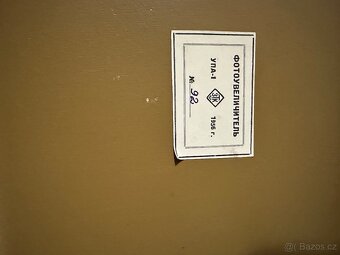 ФОТОУВЕЛИЧИТЕЛЬ
УПА-1
1956 г.
№ 92
Bazos.cz